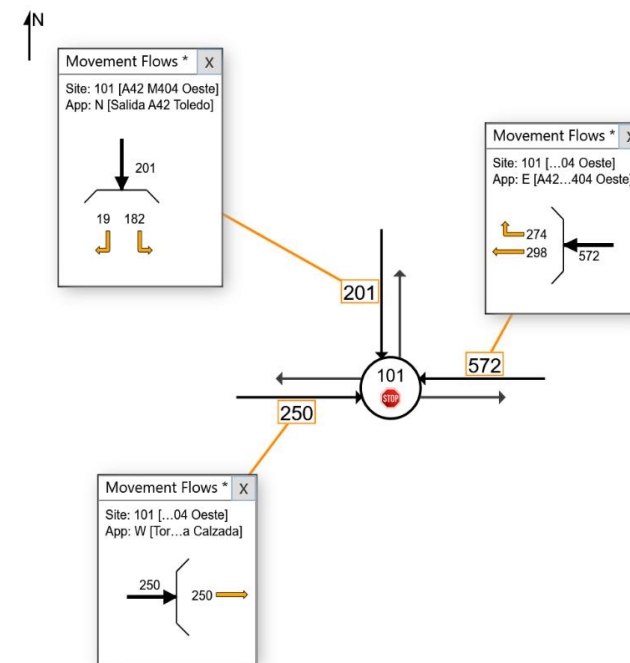 N
Movement Flows * X
Site: 101 [A42 M404 Oeste]
App: N [Salida A42 Toledo]
201
19 182
Movement Flows *
Site: 101 [...04 Oeste]
App: E [A42...404 Oeste]
274
298
572
201
101
STOP
572
250
Movement Flows * X
Site: 101 [...04 Oeste]
App: W [Tor...a Calzada]
250
250